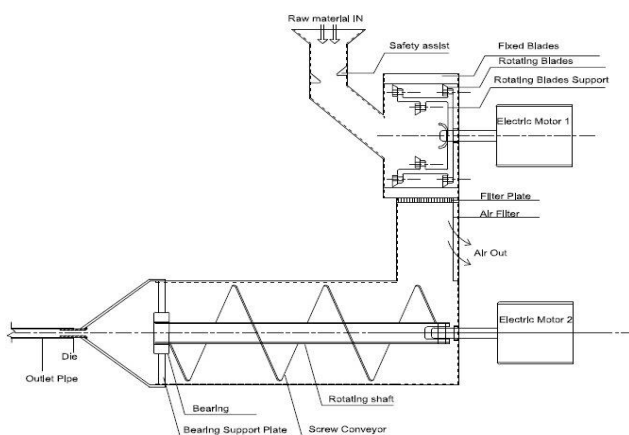 Raw material IN
Safety assist
Fixed Blades
Rotating Blades
Rotating Blades Support
Electric Motor 1
Filter Plate
Air Filter
Air Out
Electric Motor 2
Die
Outlet Pipe
Bearing
Rotating shaft
Bearing Support Plate
Screw Conveyor